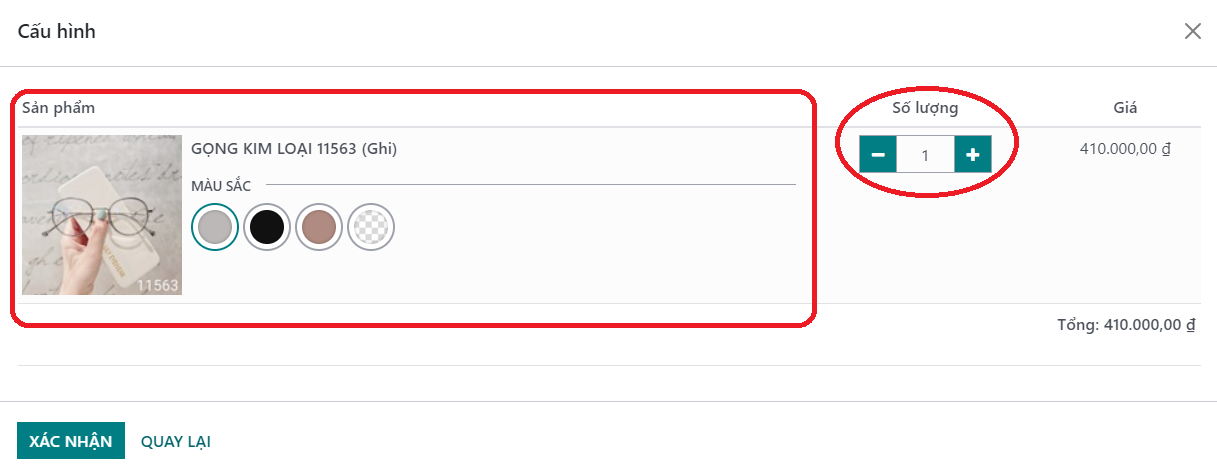 Cấu hình
Sản phẩm Số lượng Giá
GỌNG KIM LOẠI 11563 (Ghi) 1 410.000,00 ₫
MÀU SẮC
11563
Tổng: 410.000,00 ₫
XÁC NHẬN QUAY LẠI